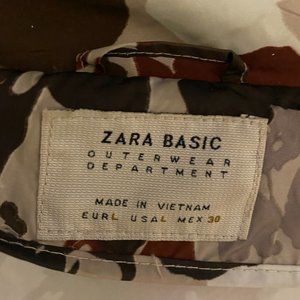 ZARA BASIC
OUTERWEAR
DEPARTMENT
MADE IN VIETNAM
EUR L USA L MEX 30